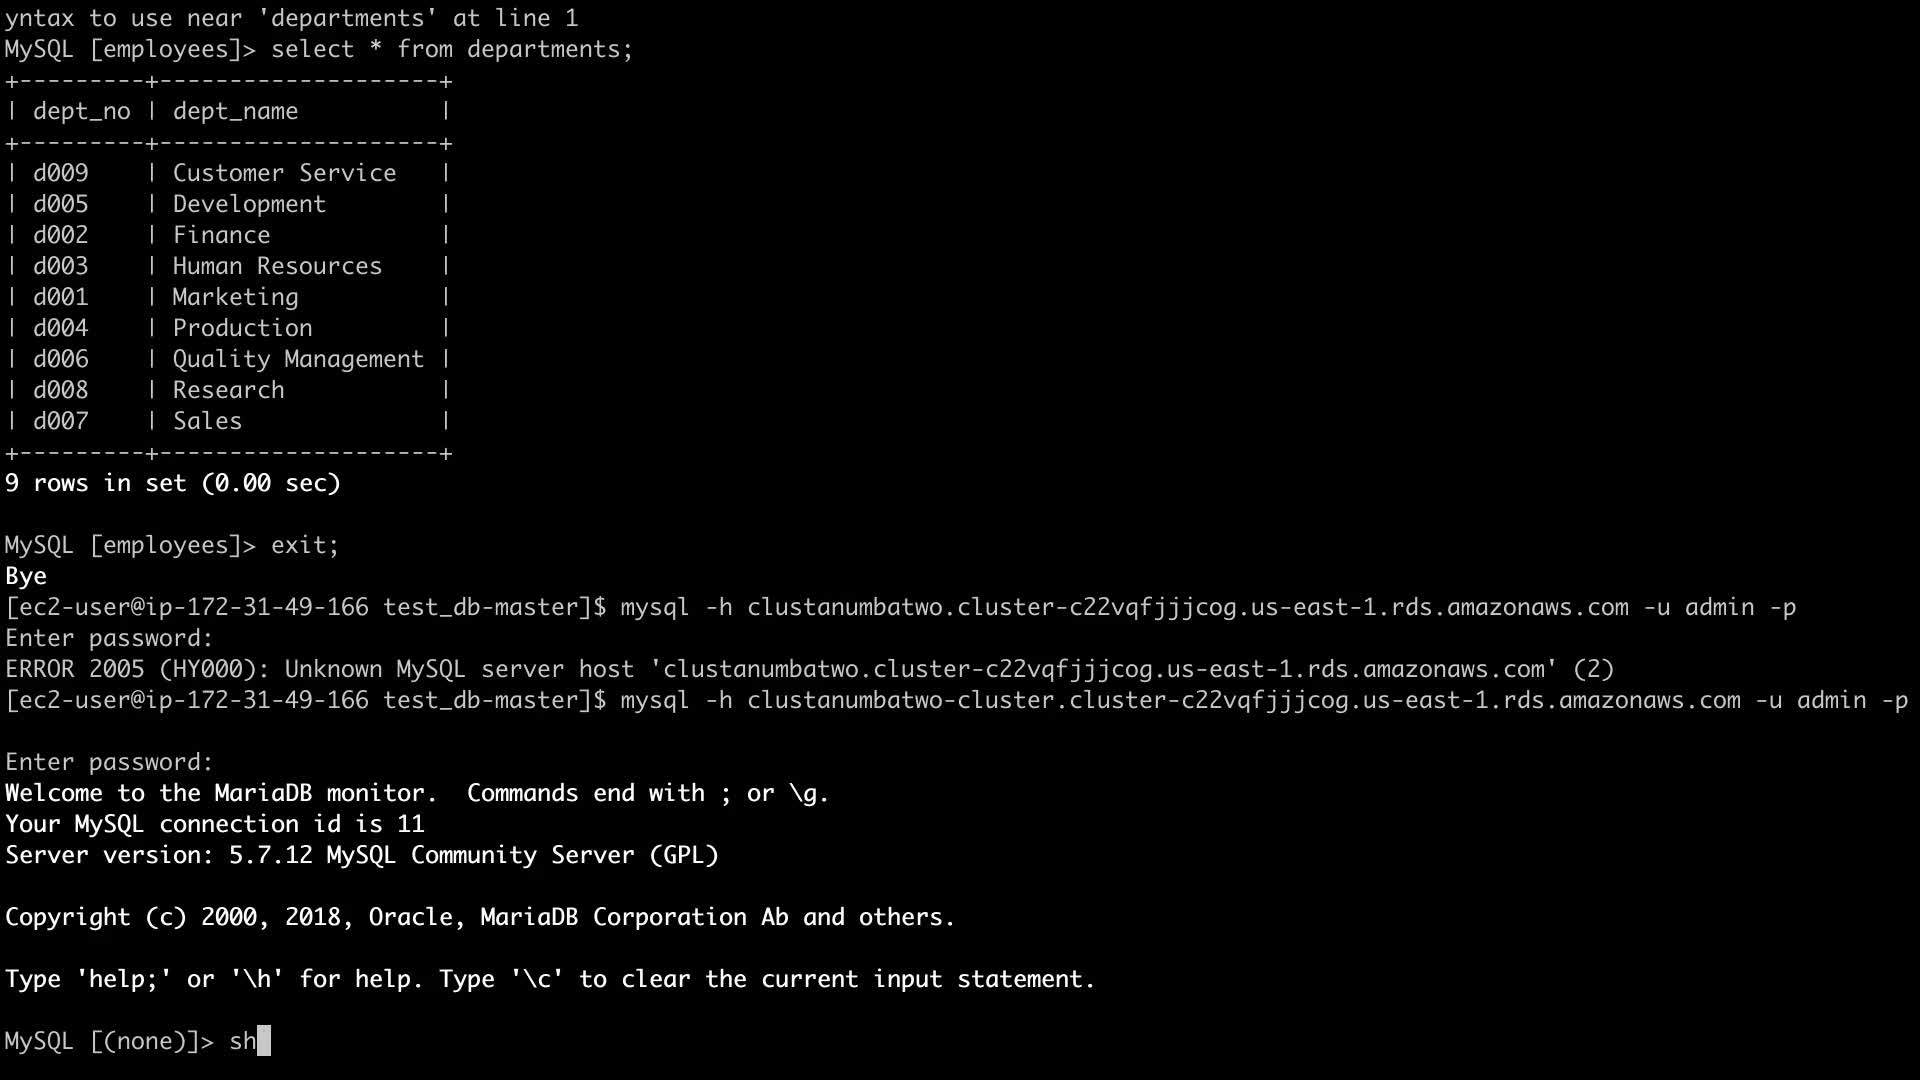 yntax to use near 'departments' at line 1
MySQL [employees]> select * from departments;
+---------+--------------------+
| dept_no | dept_name          |
+---------+--------------------+
| d009    | Customer Service   |
| d005    | Development        |
| d002    | Finance            |
| d003    | Human Resources    |
| d001    | Marketing          |
| d004    | Production         |
| d006    | Quality Management |
| d008    | Research           |
| d007    | Sales              |
+---------+--------------------+
9 rows in set (0.00 sec)

MySQL [employees]> exit;
Bye
[ec2-user@ip-172-31-49-166 test_db-master]$ mysql -h clustanumbatwo.cluster-c22vqfjjjcog.us-east-1.rds.amazonaws.com -u admin -p
Enter password:
ERROR 2005 (HY000): Unknown MySQL server host 'clustanumbatwo.cluster-c22vqfjjjcog.us-east-1.rds.amazonaws.com' (2)
[ec2-user@ip-172-31-49-166 test_db-master]$ mysql -h clustanumbatwo-cluster.cluster-c22vqfjjjcog.us-east-1.rds.amazonaws.com -u admin -p

Enter password:
Welcome to the MariaDB monitor.  Commands end with ; or \g.
Your MySQL connection id is 11
Server version: 5.7.12 MySQL Community Server (GPL)

Copyright (c) 2000, 2018, Oracle, MariaDB Corporation Ab and others.

Type 'help;' or '\h' for help. Type '\c' to clear the current input statement.

MySQL [(none)]> sh